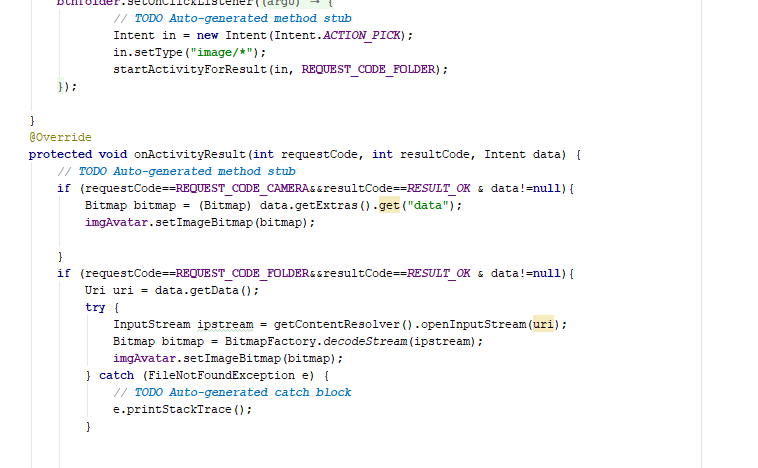 btnfolder.setOnClickListener((arg0) → {
// TODO Auto-generated method stub
Intent in = new Intent(Intent.ACTION_PICK);
in.setType("image/*");
startActivityForResult(in, REQUEST_CODE_FOLDER);
});
}
@Override
protected void onActivityResult(int requestCode, int resultCode, Intent data) {
// TODO Auto-generated method stub
if (requestCode==REQUEST_CODE_CAMERA&&resultCode==RESULT_OK & data!=null){
Bitmap bitmap = (Bitmap) data.getExtras().get("data");
imgAvatar.setImageBitmap(bitmap);
}
if (requestCode==REQUEST_CODE_FOLDER&&resultCode==RESULT_OK & data!=null){
Uri uri = data.getData();
try {
InputStream ipstream = getContentResolver().openInputStream(uri);
Bitmap bitmap = BitmapFactory.decodeStream(ipstream);
imgAvatar.setImageBitmap(bitmap);
} catch (FileNotFoundException e) {
// TODO Auto-generated catch block
e.printStackTrace();
}